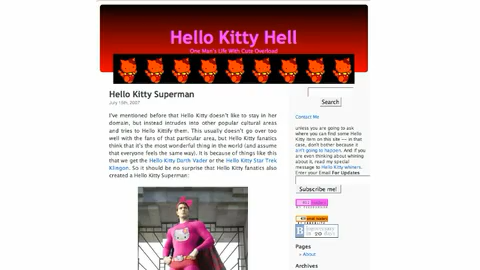 Hello Kitty Hell
One Man's Life With Cute Overload
Hello Kitty Superman
July 15th, 2007
I've mentioned before that Hello Kitty doesn't like to stay in her
domain, but instead intrudes into other popular cultural areas
and tries to Hello Kittify them. This usually doesn't go over too
well with the fans of that particular area, but Hello Kitty fanatics
think that it's the most wonderful thing in the world (and assume
that everyone feels the same way). It is because of things like this
that we get the Hello Kitty Darth Vader or the Hello Kitty Star Trek
Klingon. So it should be no surprise that Hello Kitty fanatics also
created a Hello Kitty Superman:
Search
Contact Me
unless you are going to ask
where you can find some Hello
Kitty item on this site — in that
case, don't bother because it
ain't going to happen. And if you
are even thinking about whining
about it, read my special
message to Hello Kitty whiners.
Enter your Email For Updates
Subscribe me!
Pages
» About
Archives